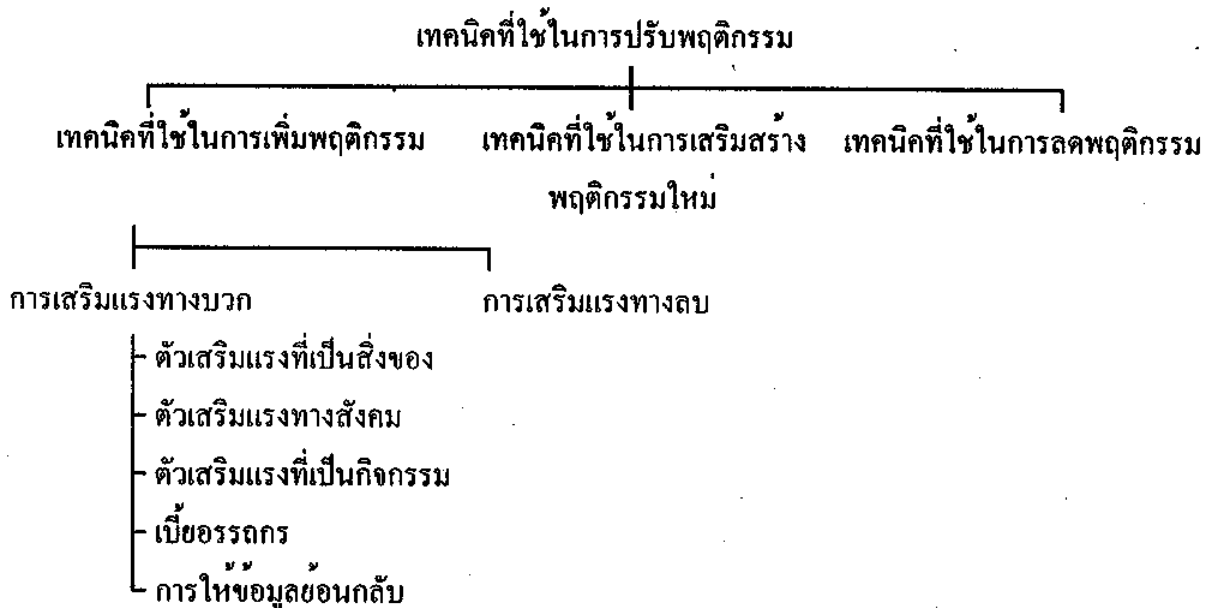 เทคนิคที่ใช้ในการปรับพฤติกรรม
เทคนิคที่ใช้ในการเพิ่มพฤติกรรม เทคนิคที่ใช้ในการเสริมสร้าง เทคนิคที่ใช้ในการลดพฤติกรรม
พฤติกรรมใหม่
การเสริมแรงทางบวก การเสริมแรงทางลบ
ตัวเสริมแรงที่เป็นสิ่งของ
ตัวเสริมแรงทางสังคม
ตัวเสริมแรงที่เป็นกิจกรรม
เบี้ยอรรถกร
การให้ข้อมูลย้อนกลับ